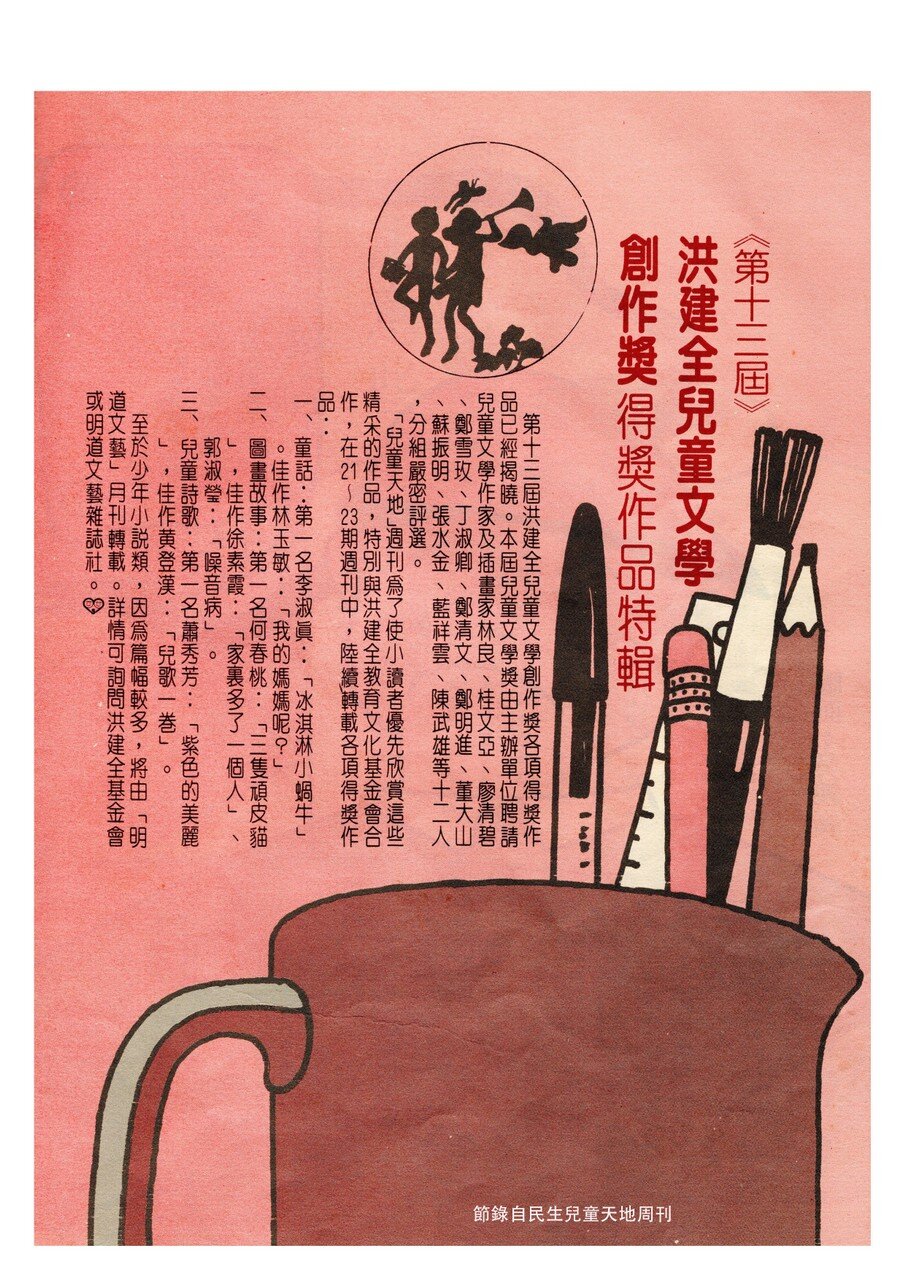 《第十三屆》
洪建全兒童文學
創作獎得獎作品特輯
第十三屆洪建全兒童文學創作獎各項得獎作
品已經揭曉。本屆兒童文學獎由主辦單位聘請
兒童文學作家及插畫家林良、桂文亞、廖清碧
、鄭雪玫、丁淑卿、鄭清文、鄭明進、董大山
、蘇振明、張水金、藍祥雲、陳武雄等十二人
，分組嚴密評選。
「兒童天地」週刊爲了使小讀者優先欣賞這些
精采的作品，特別與洪建全教育文化基金會合
作，在21～23期週刊中，陸續轉載各項得獎作
品：
一、童話：第一名李淑眞：「冰淇淋小蝸牛」
。佳作林玉敏：「我的媽媽呢？」
二、圖畫故事：第一名何春桃：「三隻頑皮貓
」，佳作徐素霞：「家裏多了一個人」、
郭淑瑩：「噪音病」。
三、兒童詩歌：第一名蕭秀芳：「紫色的美麗
」，佳作黃登漢：「兒歌一卷」。
至於少年小說類，因爲篇幅較多，將由「明
道文藝」月刊轉載。詳情可詢問洪建全基金會
或明道文藝雜誌社。
節錄自民生兒童天地周刊